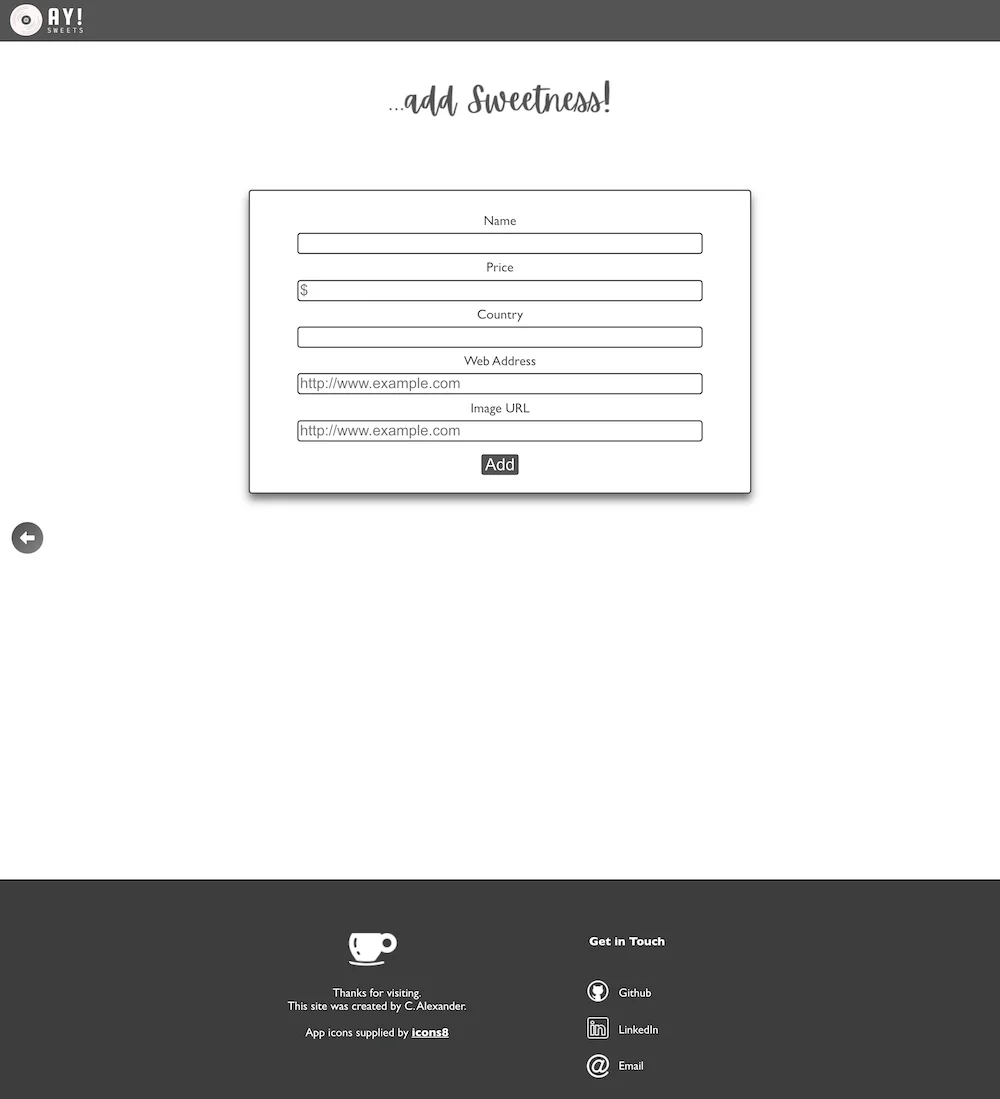 AY!
SWEETS
...add Sweetness!
Name
Price
$
Country
Web Address
http://www.example.com
Image URL
http://www.example.com
Add
Thanks for visiting.
This site was created by C. Alexander.
App icons supplied by icons8
Get in Touch
Github
LinkedIn
Email